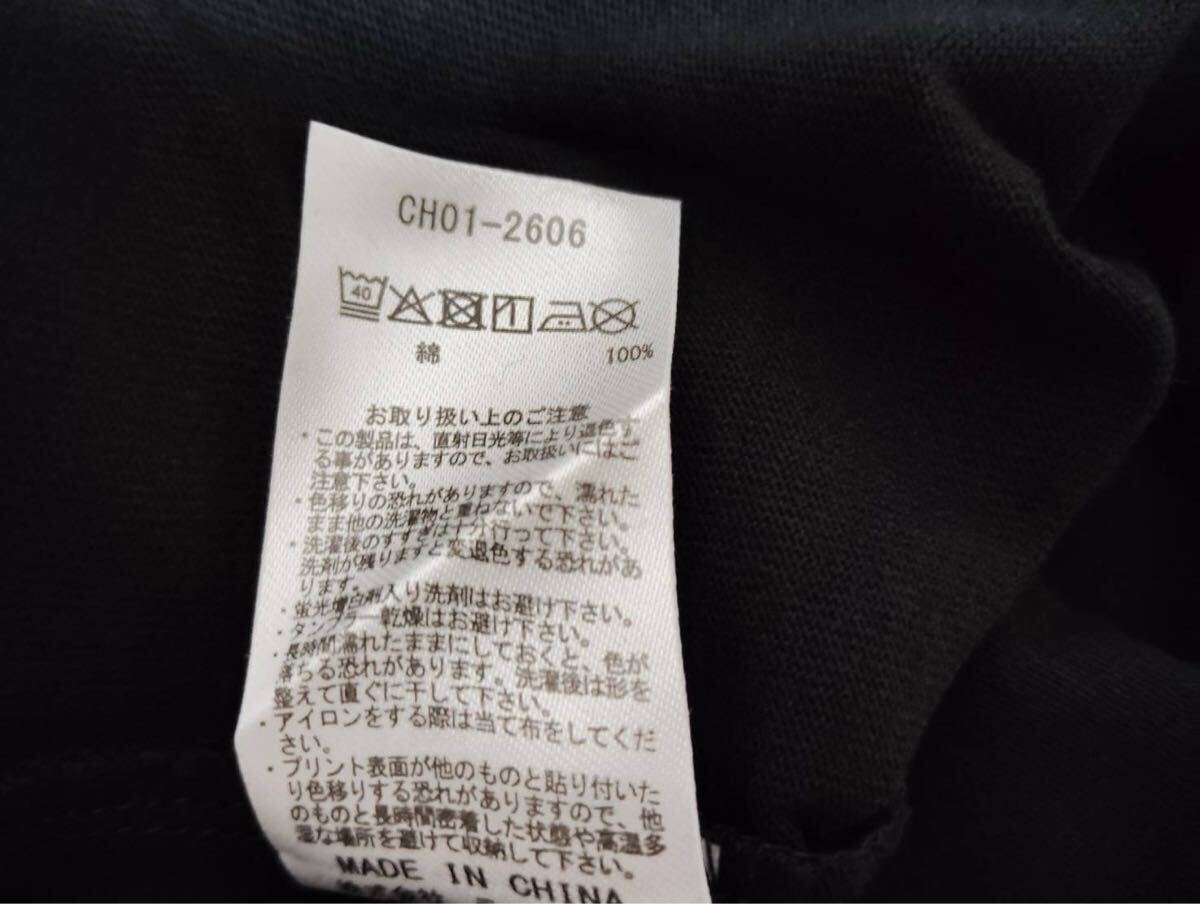 CH01-2606
40
綿 100%
お取り扱い上のご注意
・この製品は、直射日光等により退色す
る事がありますので、お取扱いにはご
注意下さい。
・色移りの恐れがありますので、濡れた
まま他の洗濯物と重ねないで下さい。
・洗濯後のすすぎは十分行って下さい。
洗剤が残りますと変退色する恐れがあ
ります。
・蛍光増白剤入り洗剤はお避け下さい。
・タンブラー乾燥はお避け下さい。
・長時間濡れたままにしておくと、色が
落ちる恐れがあります。洗濯後は形を
整えて直ぐに干して下さい。
・アイロンをする際は当て布をしてくだ
さい。
・プリント表面が他のものと貼り付いた
り色移りする恐れがありますので、他
のものと長時間密着した状態や高温多
湿な場所を避けて収納して下さい。
MADE IN CHINA